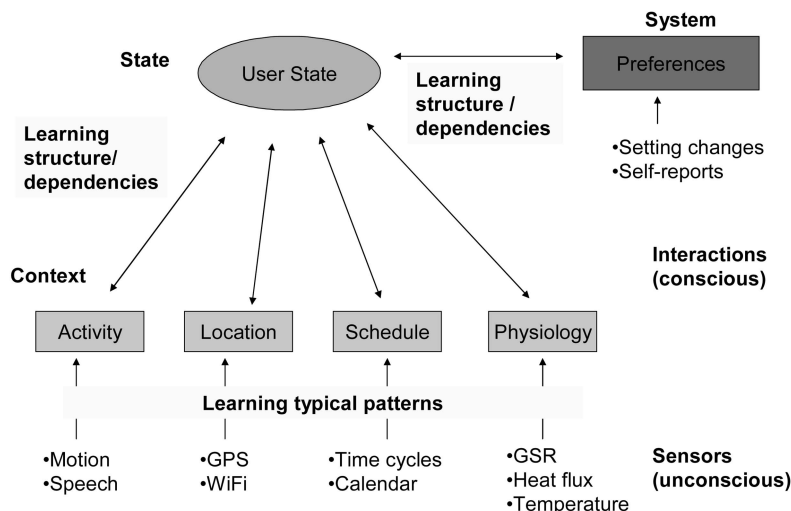 System
State
User State
Preferences
Learning
structure /
dependencies
Learning
structure/
dependencies
•Setting changes
•Self-reports
Interactions
(conscious)
Context
Activity
Location
Schedule
Physiology
Learning typical patterns
•Motion
•Speech
•GPS
•WiFi
•Time cycles
•Calendar
•GSR
•Heat flux
•Temperature
Sensors
(unconscious)